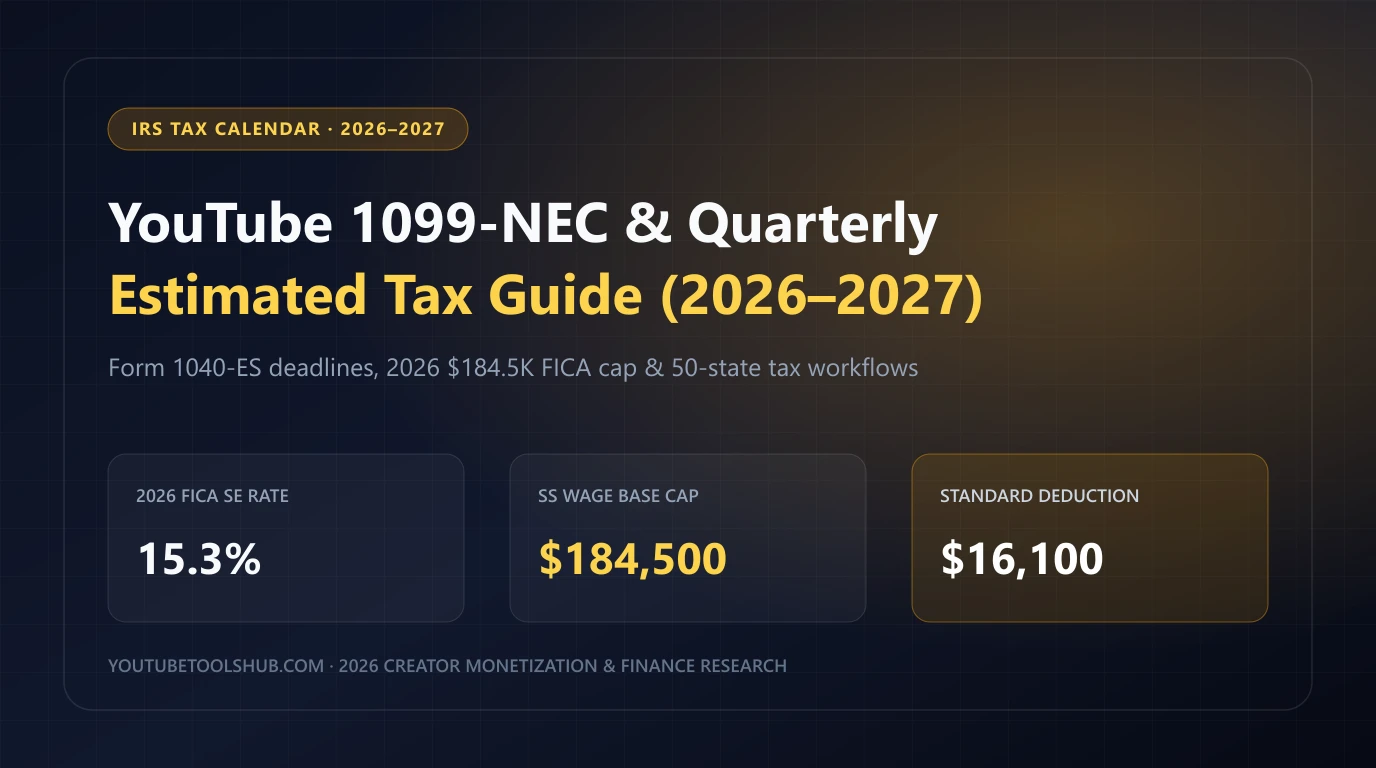 IRS TAX CALENDAR · 2026–2027
YouTube 1099-NEC & Quarterly
Estimated Tax Guide (2026–2027)
Form 1040-ES deadlines, 2026 $184.5K FICA cap & 50-state tax workflows
2026 FICA SE RATE
15.3%
SS WAGE BASE CAP
$184,500
STANDARD DEDUCTION
$16,100
YOUTUBETOOLSHUB.COM · 2026 CREATOR MONETIZATION & FINANCE RESEARCH